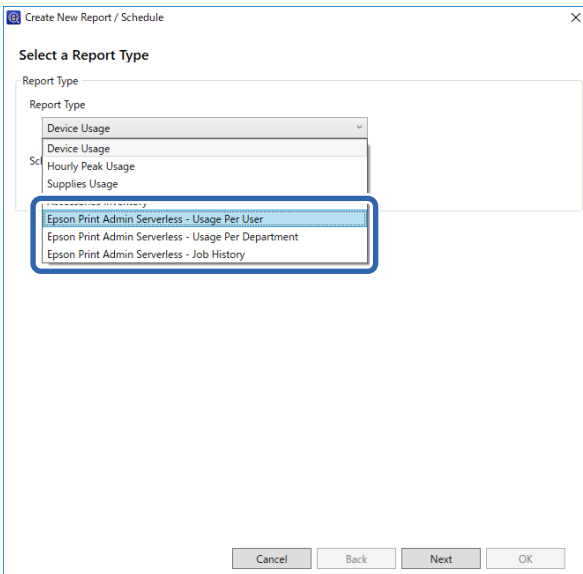 Create New Report / Schedule
Select a Report Type
Report Type
Report Type
Device Usage
Device Usage
Hourly Peak Usage
Supplies Usage
Accessories Inventory
Epson Print Admin Serverless - Usage Per User
Epson Print Admin Serverless - Usage Per Department
Epson Print Admin Serverless - Job History
Cancel Back Next OK